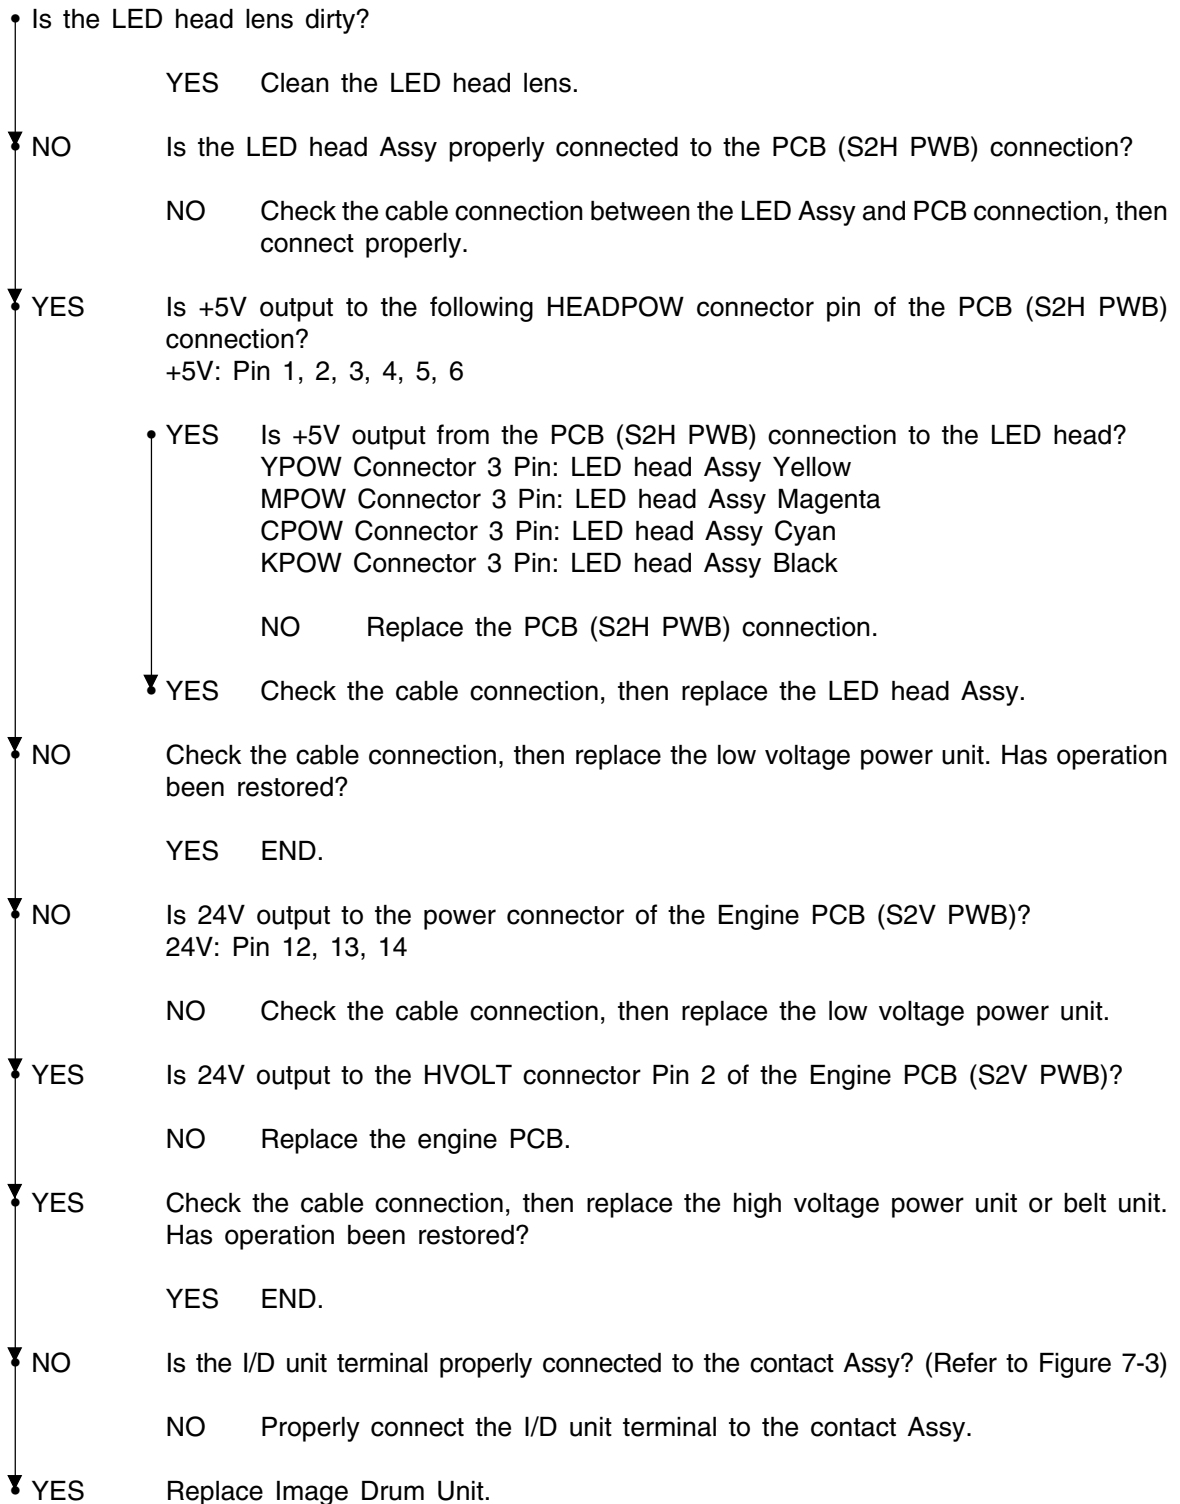 Is the LED head lens dirty?
YES Clean the LED head lens.
NO Is the LED head Assy properly connected to the PCB (S2H PWB) connection?
NO Check the cable connection between the LED Assy and PCB connection, then
connect properly.
YES Is +5V output to the following HEADPOW connector pin of the PCB (S2H PWB)
connection?
+5V: Pin 1, 2, 3, 4, 5, 6
YES Is +5V output from the PCB (S2H PWB) connection to the LED head?
YPOW Connector 3 Pin: LED head Assy Yellow
MPOW Connector 3 Pin: LED head Assy Magenta
CPOW Connector 3 Pin: LED head Assy Cyan
KPOW Connector 3 Pin: LED head Assy Black
NO Replace the PCB (S2H PWB) connection.
YES Check the cable connection, then replace the LED head Assy.
NO Check the cable connection, then replace the low voltage power unit. Has operation
been restored?
YES END.
NO Is 24V output to the power connector of the Engine PCB (S2V PWB)?
24V: Pin 12, 13, 14
NO Check the cable connection, then replace the low voltage power unit.
YES Is 24V output to the HVOLT connector Pin 2 of the Engine PCB (S2V PWB)?
NO Replace the engine PCB.
YES Check the cable connection, then replace the high voltage power unit or belt unit.
Has operation been restored?
YES END.
NO Is the I/D unit terminal properly connected to the contact Assy? (Refer to Figure 7-3)
NO Properly connect the I/D unit terminal to the contact Assy.
YES Replace Image Drum Unit.